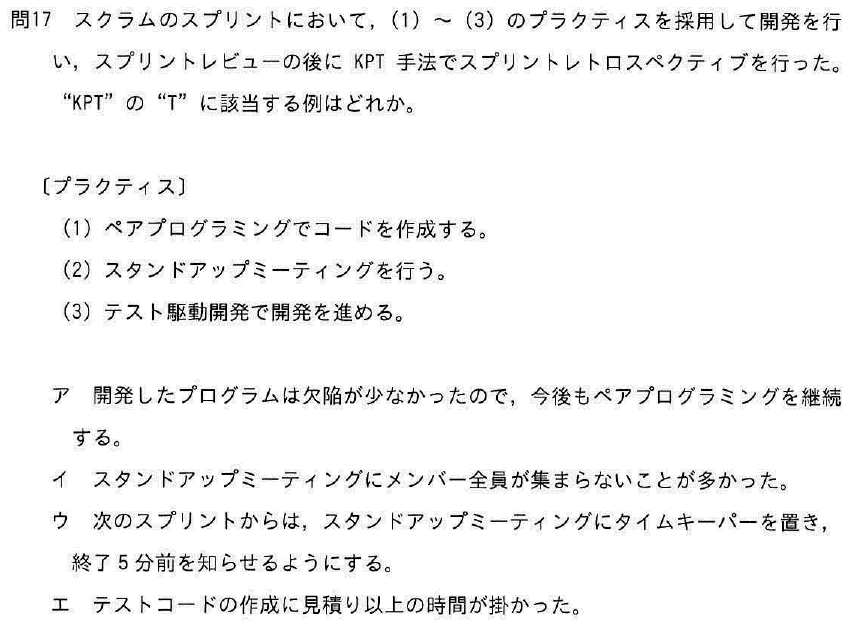 問17 スクラムのスプリントにおいて，（1）～（3）のプラクティスを採用して開発を行
い，スプリントレビューの後に KPT 手法でスプリントレトロスペクティブを行った。
“KPT”の“T”に該当する例はどれか。
〔プラクティス〕
（1）ペアプログラミングでコードを作成する。
（2）スタンドアップミーティングを行う。
（3）テスト駆動開発で開発を進める。
ア 開発したプログラムは欠陥が少なかったので，今後もペアプログラミングを継続
する。
イ スタンドアップミーティングにメンバー全員が集まらないことが多かった。
ウ 次のスプリントからは，スタンドアップミーティングにタイムキーパーを置き，
終了5分前を知らせるようにする。
エ テストコードの作成に見積り以上の時間が掛かった。